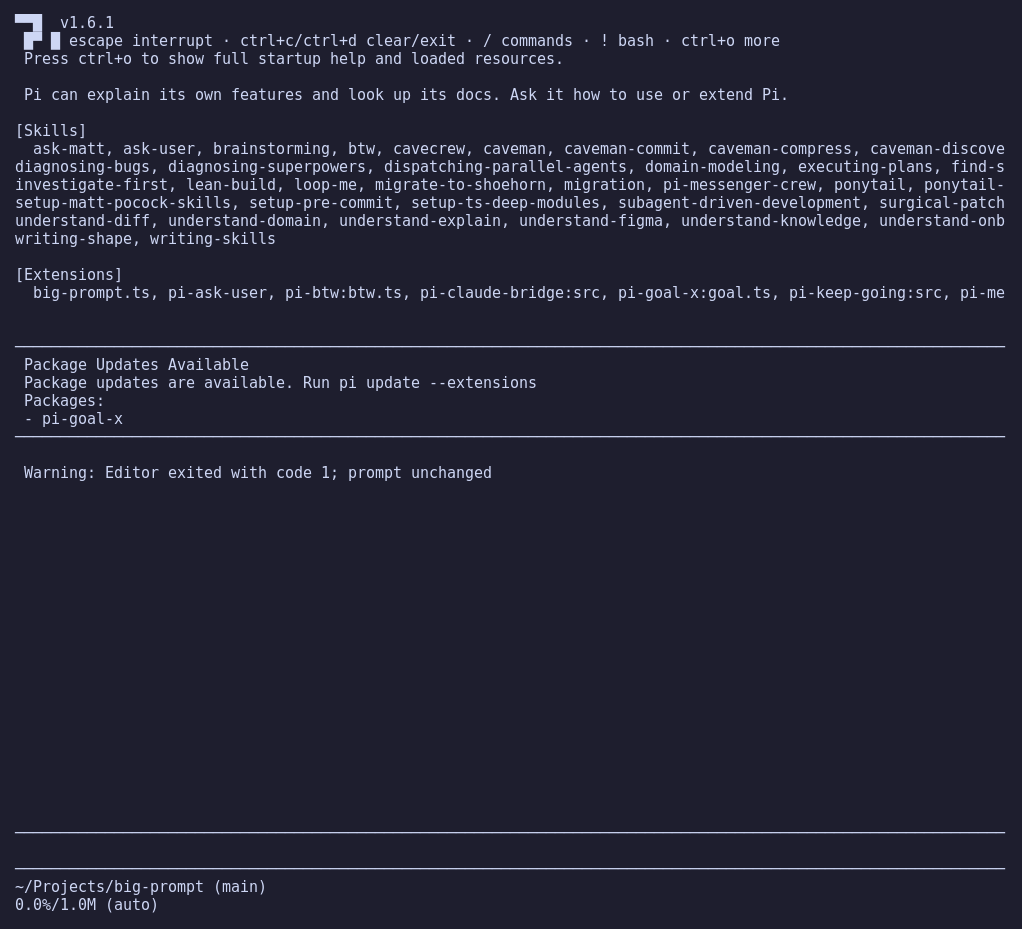 v1.6.1
escape interrupt · ctrl+c/ctrl+d clear/exit · / commands · ! bash · ctrl+o more
Press ctrl+o to show full startup help and loaded resources.
Pi can explain its own features and look up its docs. Ask it how to use or extend Pi.
[Skills]
ask-matt, ask-user, brainstorming, btw, cavecrew, caveman, caveman-commit, caveman-compress, caveman-discove
diagnosing-bugs, diagnosing-superpowers, dispatching-parallel-agents, domain-modeling, executing-plans, find-s
investigate-first, lean-build, loop-me, migrate-to-shoehorn, migration, pi-messenger-crew, ponytail, ponytail-
setup-matt-pocock-skills, setup-pre-commit, setup-ts-deep-modules, subagent-driven-development, surgical-patch
understand-diff, understand-domain, understand-explain, understand-figma, understand-knowledge, understand-onb
writing-shape, writing-skills
[Extensions]
big-prompt.ts, pi-ask-user, pi-btw:btw.ts, pi-claude-bridge:src, pi-goal-x:goal.ts, pi-keep-going:src, pi-me
Package Updates Available
Package updates are available. Run pi update --extensions
Packages:
- pi-goal-x
Warning: Editor exited with code 1; prompt unchanged
~/Projects/big-prompt (main)
0.0%/1.0M (auto)